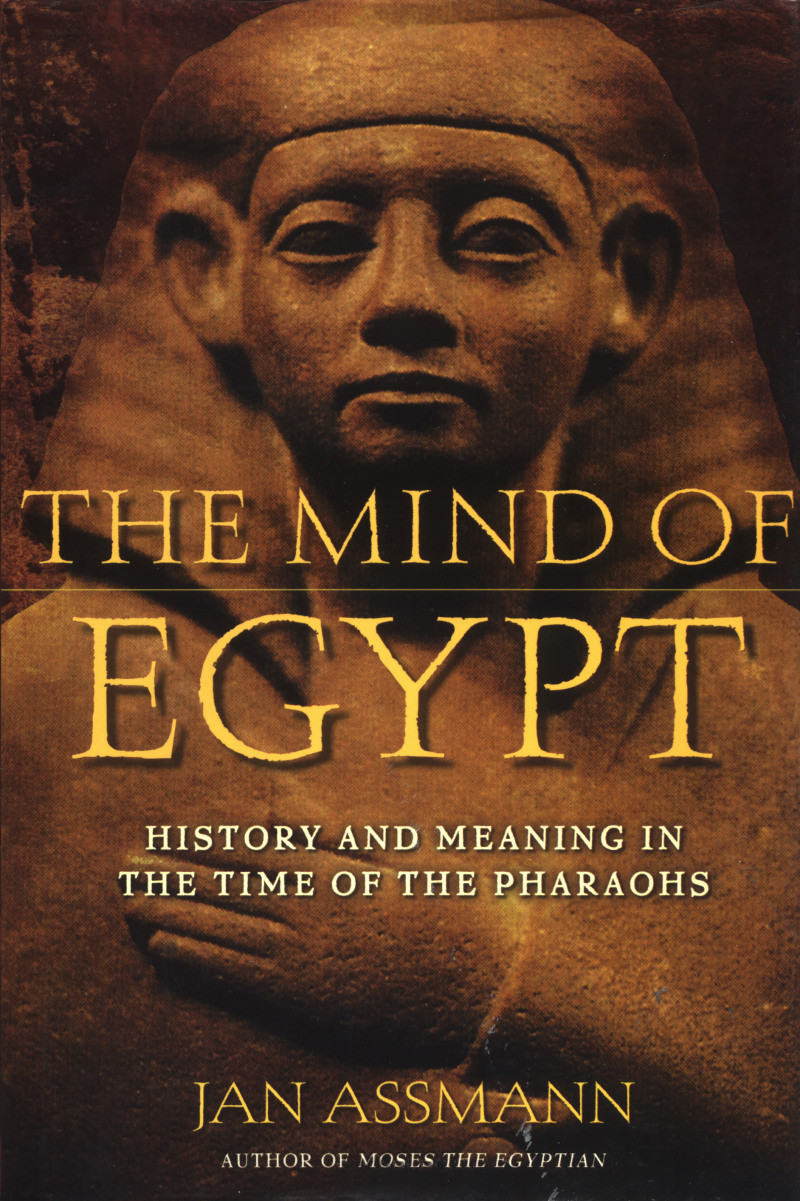 THE MIND OF
EGYPT
HISTORY AND MEANING IN
THE TIME OF THE PHARAOHS
JAN ASSMANN
AUTHOR OF MOSES THE EGYPTIAN